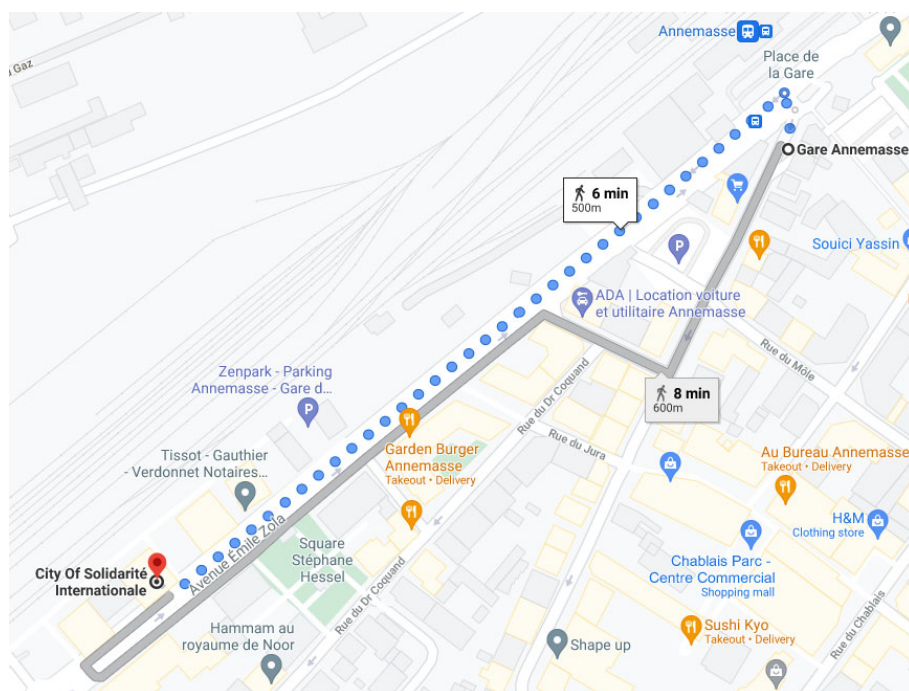 Annemasse
Place de
la Gare
u Gaz
Gare Annemasse
6 min
500m
Souici Yassin
P
ADA | Location voiture
et utilitaire Annemasse
Rue du Môle
Zenpark - Parking
Annemasse - Gare d...
P
8 min
600m
Rue du Dr Coquand
Garden Burger
Annemasse
Takeout • Delivery
Rue du Jura
Au Bureau Annemasse
Takeout • Delivery
Tissot - Gauthier
- Verdonnet Notaires...
H&M
Clothing store
Avenue Émile Zola
Square
Stéphane
Hessel
Chablais Parc -
Centre Commercial
Shopping mall
City Of Solidarité
Internationale
Rue du Dr Coquand
Rue du Chablais
Hammam au
royaume de Noor
Shape up
Sushi Kyo
Takeout • Delivery